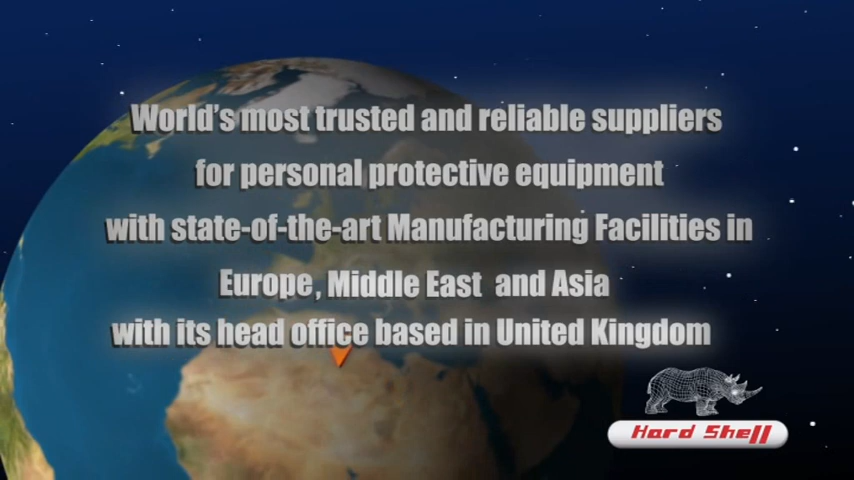 World's most trusted and reliable suppliers
for personal protective equipment
with state-of-the-art Manufacturing Facilities in
Europe, Middle East and Asia
with its head office based in United Kingdom
Hard Shell